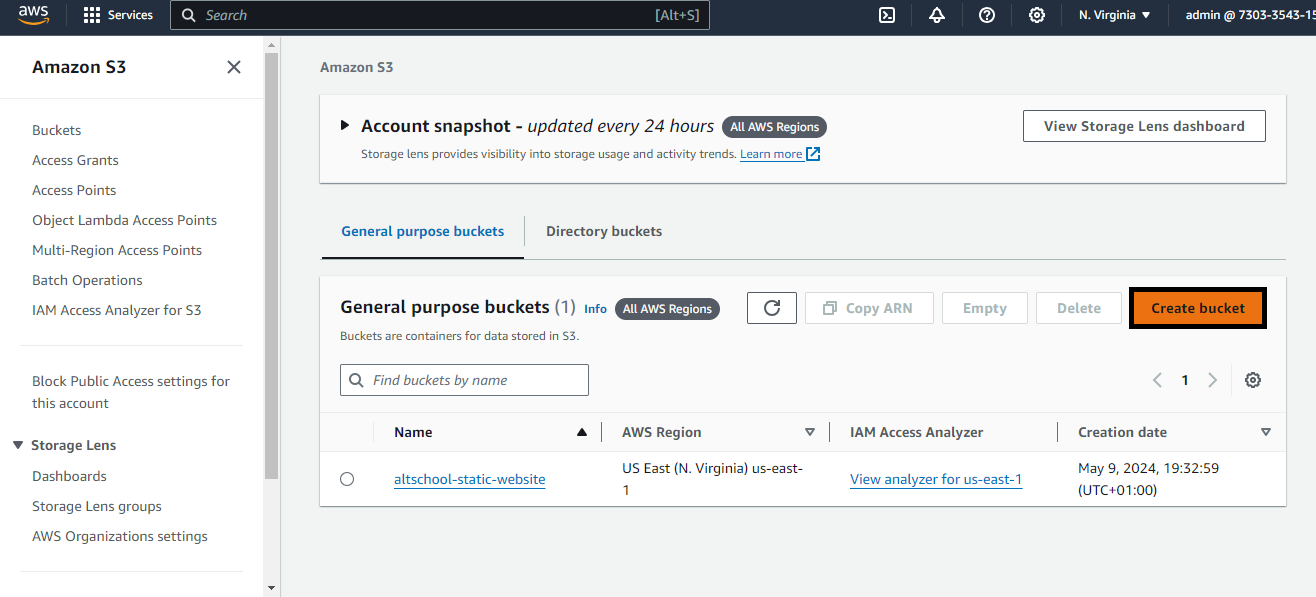 aws
Services
Search
[Alt+S]
N. Virginia
admin @ 7303-3543-15
Amazon S3
Buckets
Access Grants
Access Points
Object Lambda Access Points
Multi-Region Access Points
Batch Operations
IAM Access Analyzer for S3
Block Public Access settings for
this account
Storage Lens
Dashboards
Storage Lens groups
AWS Organizations settings
Amazon S3
Account snapshot - updated every 24 hours
All AWS Regions
View Storage Lens dashboard
Storage lens provides visibility into storage usage and activity trends. Learn more
General purpose buckets
Directory buckets
General purpose buckets (1)
Info
All AWS Regions
Copy ARN
Empty
Delete
Create bucket
Buckets are containers for data stored in S3.
Find buckets by name
1
Name
AWS Region
IAM Access Analyzer
Creation date
altschool-static-website
US East (N. Virginia) us-east-
1
View analyzer for us-east-1
May 9, 2024, 19:32:59
(UTC+01:00)